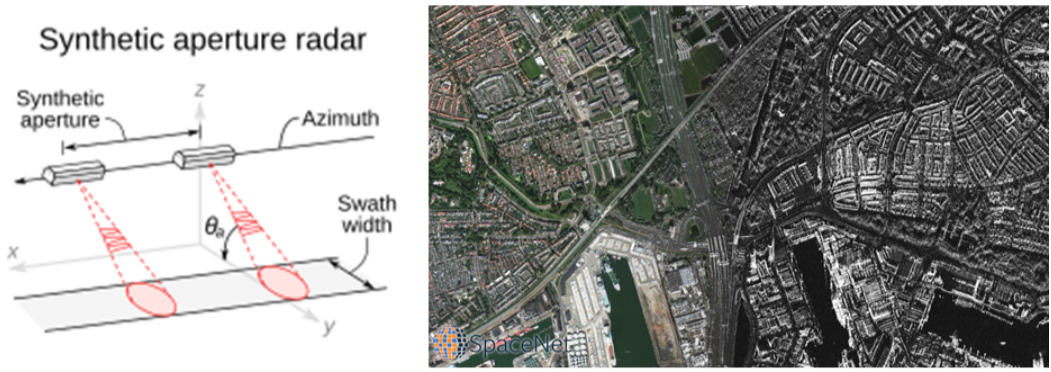 Synthetic aperture radar
Synthetic
aperture
z
Azimuth
Swath
width
θa
x
y
SpaceNet